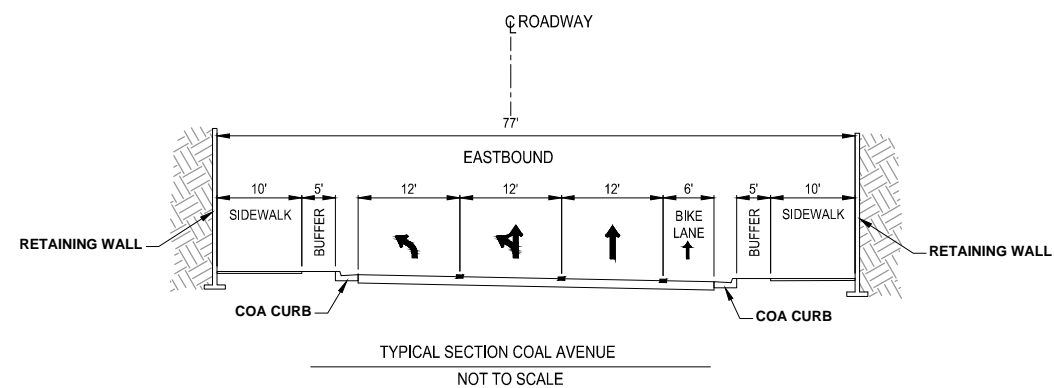 ℄ ROADWAY
77'
EASTBOUND
10' 5' 12' 12' 12' 6' 5' 10'
SIDEWALK
BUFFER
BIKE
LANE
BUFFER
SIDEWALK
RETAINING WALL
RETAINING WALL
COA CURB
COA CURB
TYPICAL SECTION COAL AVENUE
NOT TO SCALE